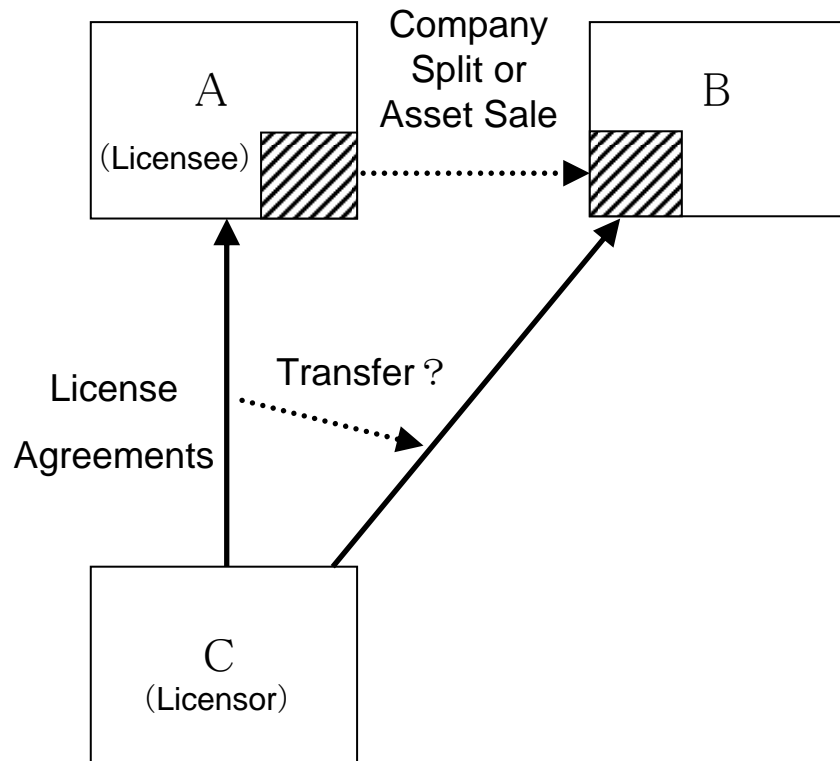 A
（Licensee）
Company
Split or
Asset Sale
B
License
Agreements
Transfer？
C
（Licensor）